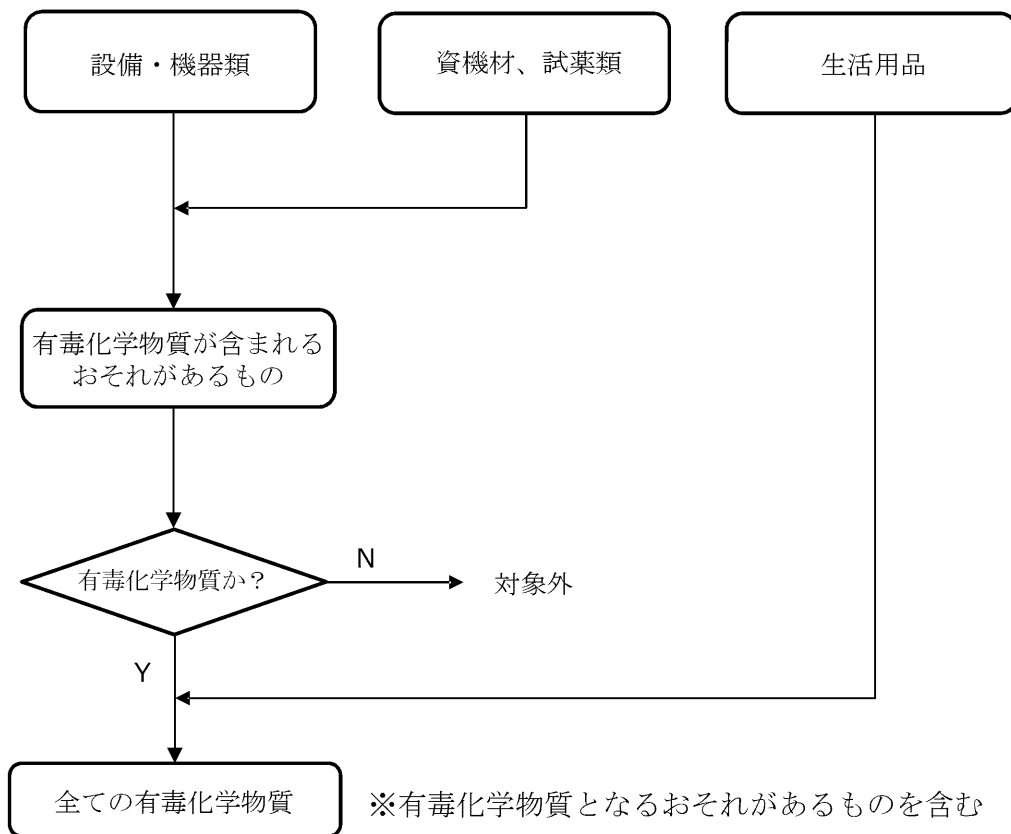 設備・機器類
資機材、試薬類
生活用品
有毒化学物質が含まれる
おそれがあるもの
有毒化学物質か？
N
対象外
Y
全ての有毒化学物質
※有毒化学物質となるおそれがあるものを含む